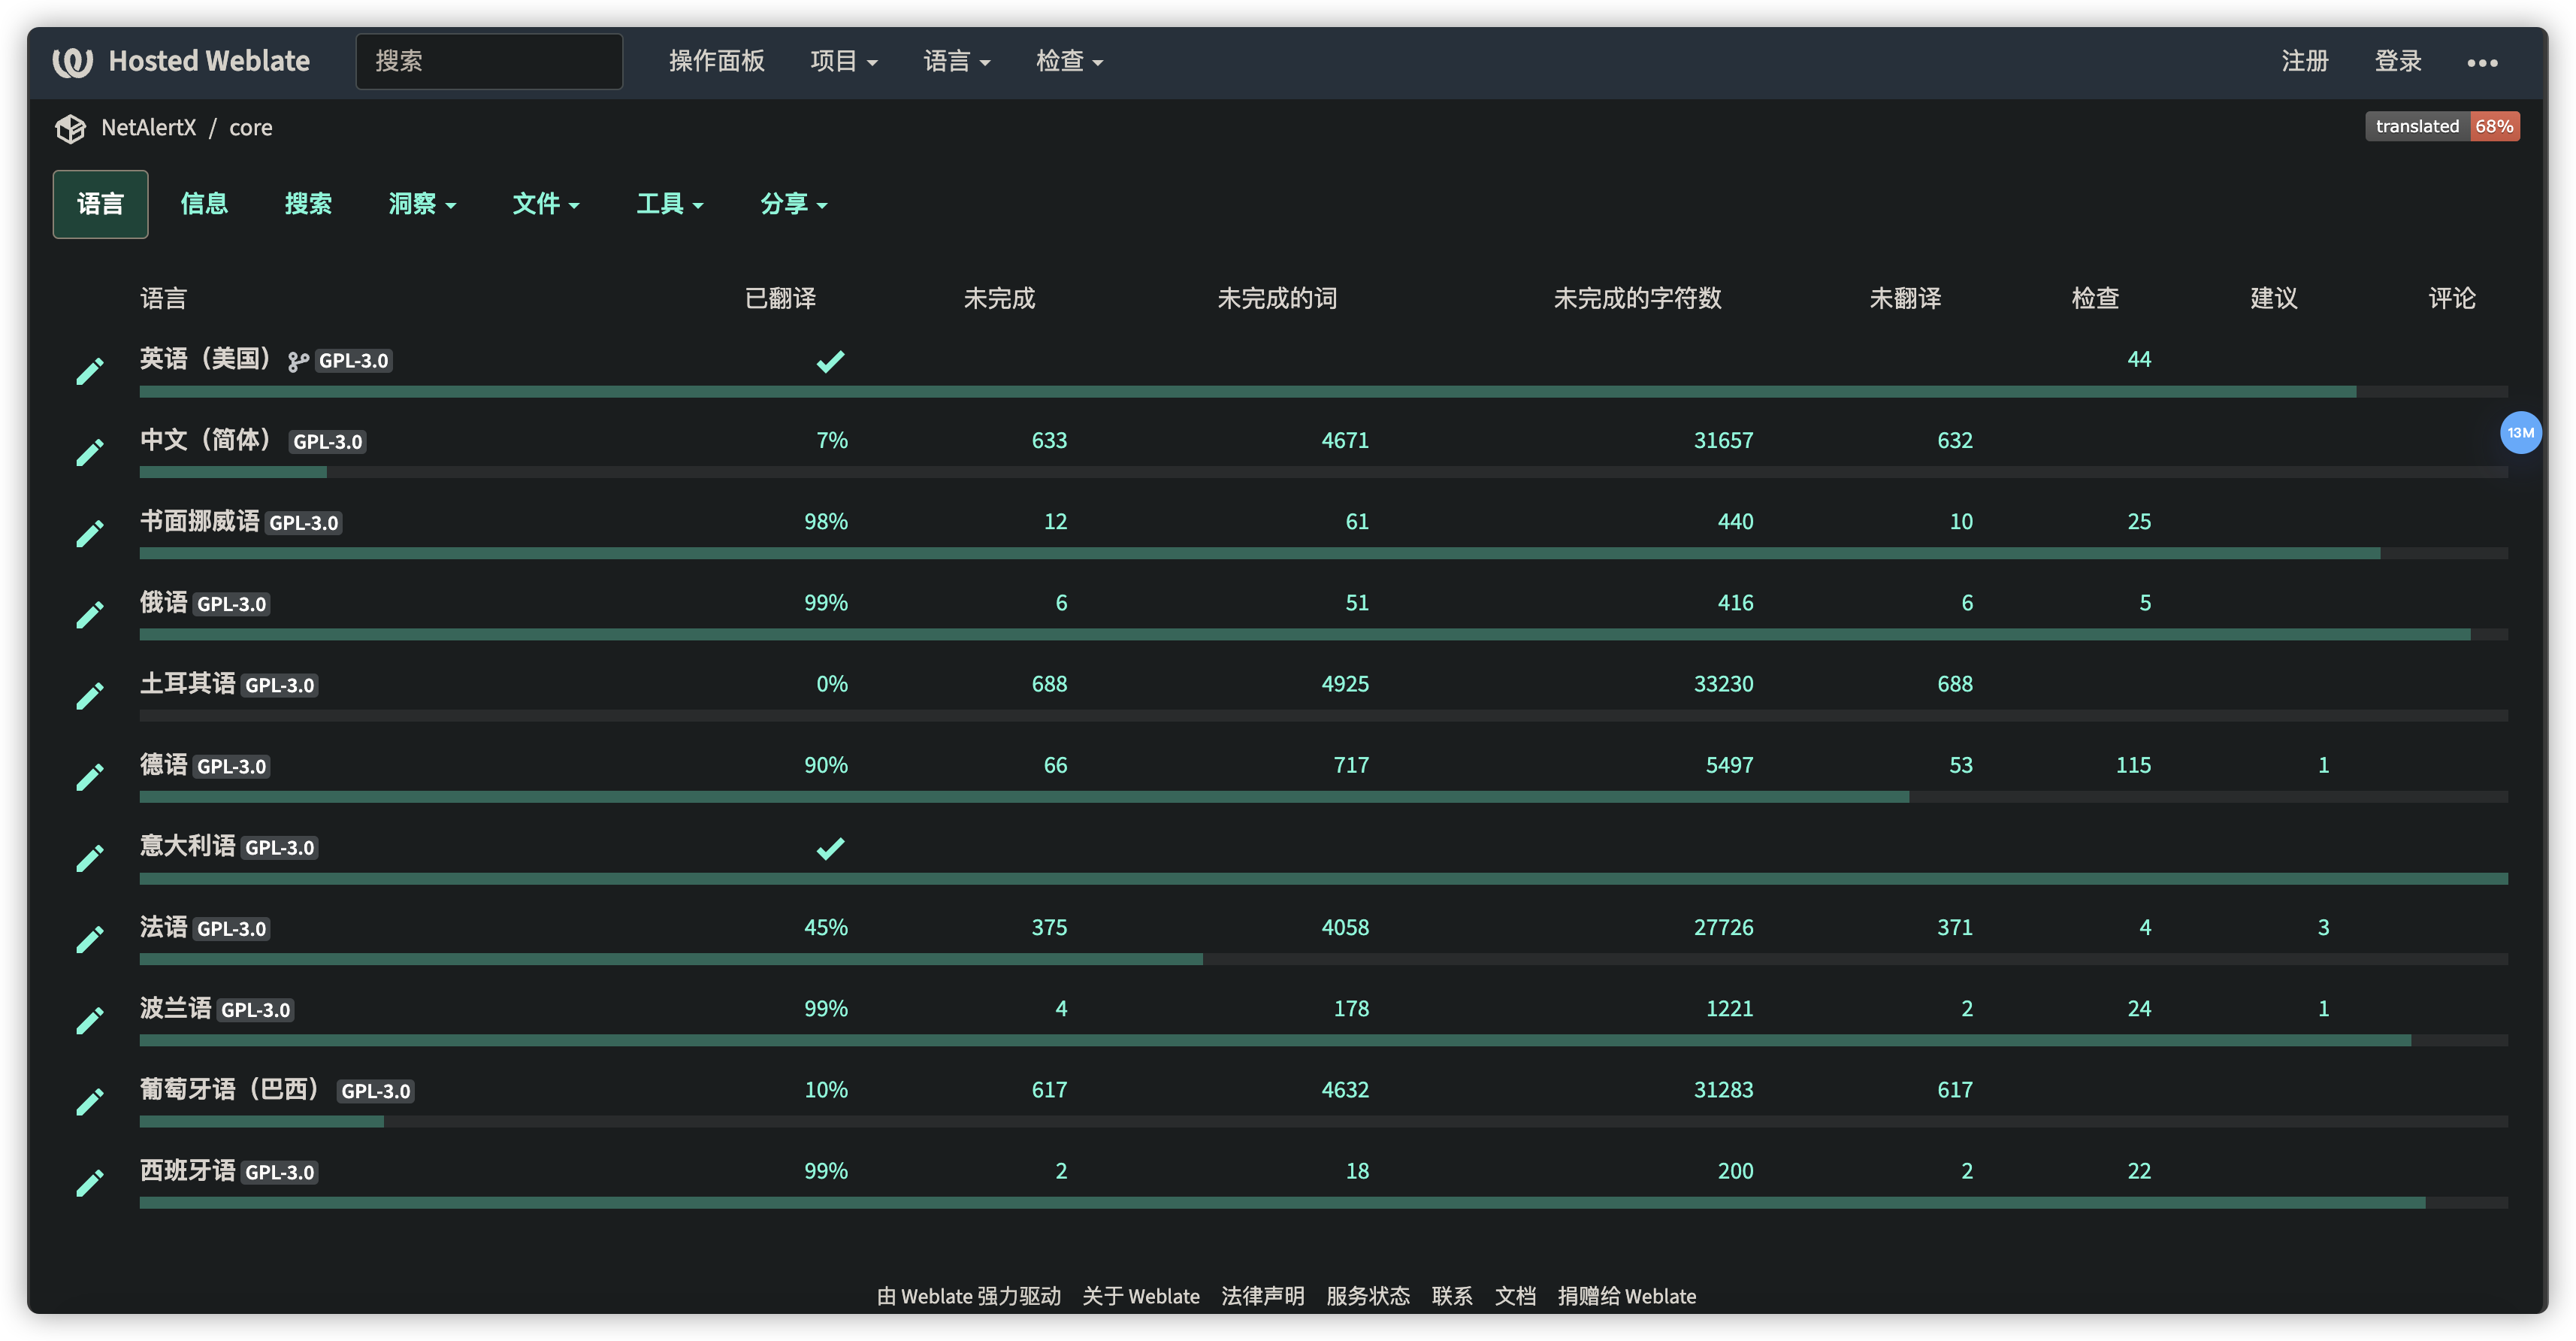 Hosted Weblate 搜索 操作面板 项目 语言 检查 注册 登录
NetAlertX / core translated 68%
语言 信息 搜索 洞察 文件 工具 分享
语言 已翻译 未完成 未完成的词 未完成的字符数 未翻译 检查 建议 评论
英语（美国） GPL-3.0 44
中文（简体） GPL-3.0 7% 633 4671 31657 632
13M
书面挪威语 GPL-3.0 98% 12 61 440 10 25
俄语 GPL-3.0 99% 6 51 416 6 5
土耳其语 GPL-3.0 0% 688 4925 33230 688
德语 GPL-3.0 90% 66 717 5497 53 115 1
意大利语 GPL-3.0
法语 GPL-3.0 45% 375 4058 27726 371 4 3
波兰语 GPL-3.0 99% 4 178 1221 2 24 1
葡萄牙语（巴西） GPL-3.0 10% 617 4632 31283 617
西班牙语 GPL-3.0 99% 2 18 200 2 22
由 Weblate 强力驱动 关于 Weblate 法律声明 服务状态 联系 文档 捐赠给 Weblate